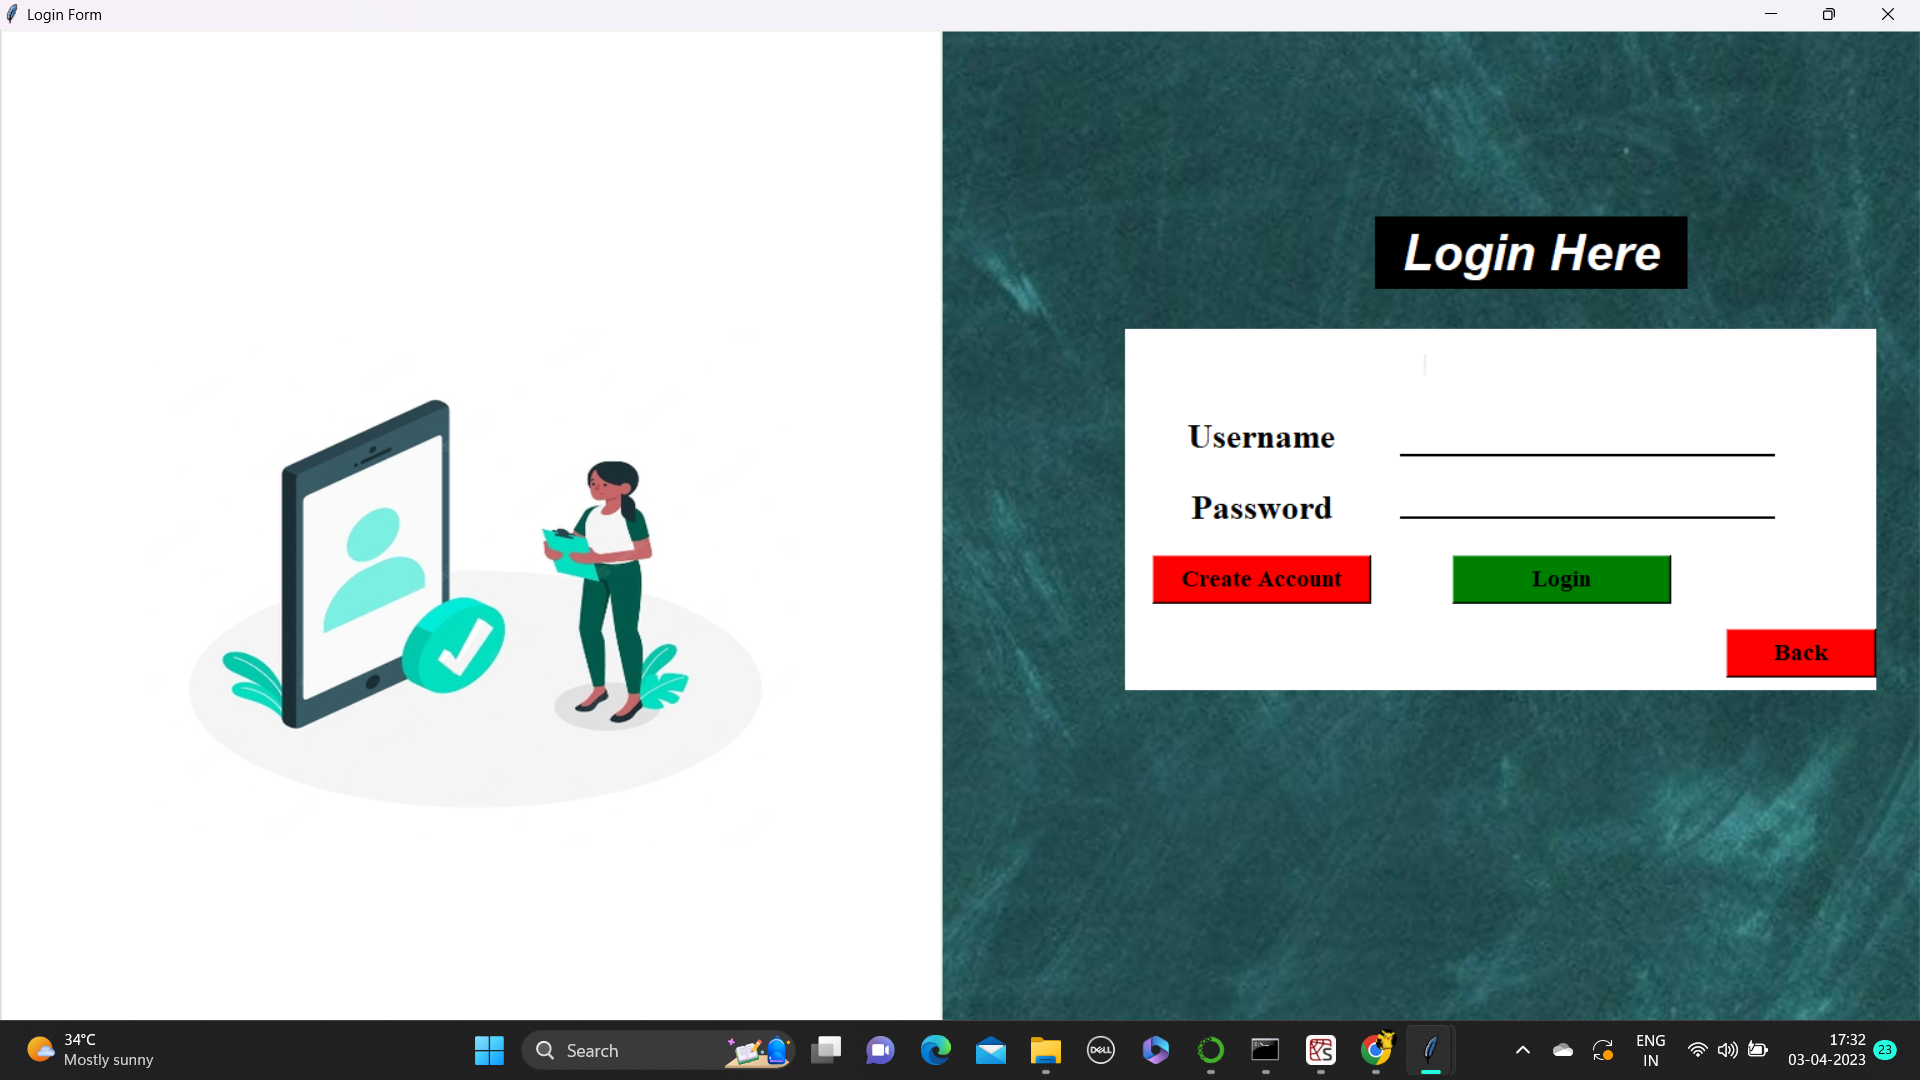 Login Form
Login Here
Username
Password
Create Account
Login
Back
34°C
Mostly sunny
Search
DELL
ENG
IN
17:32
03-04-2023
23